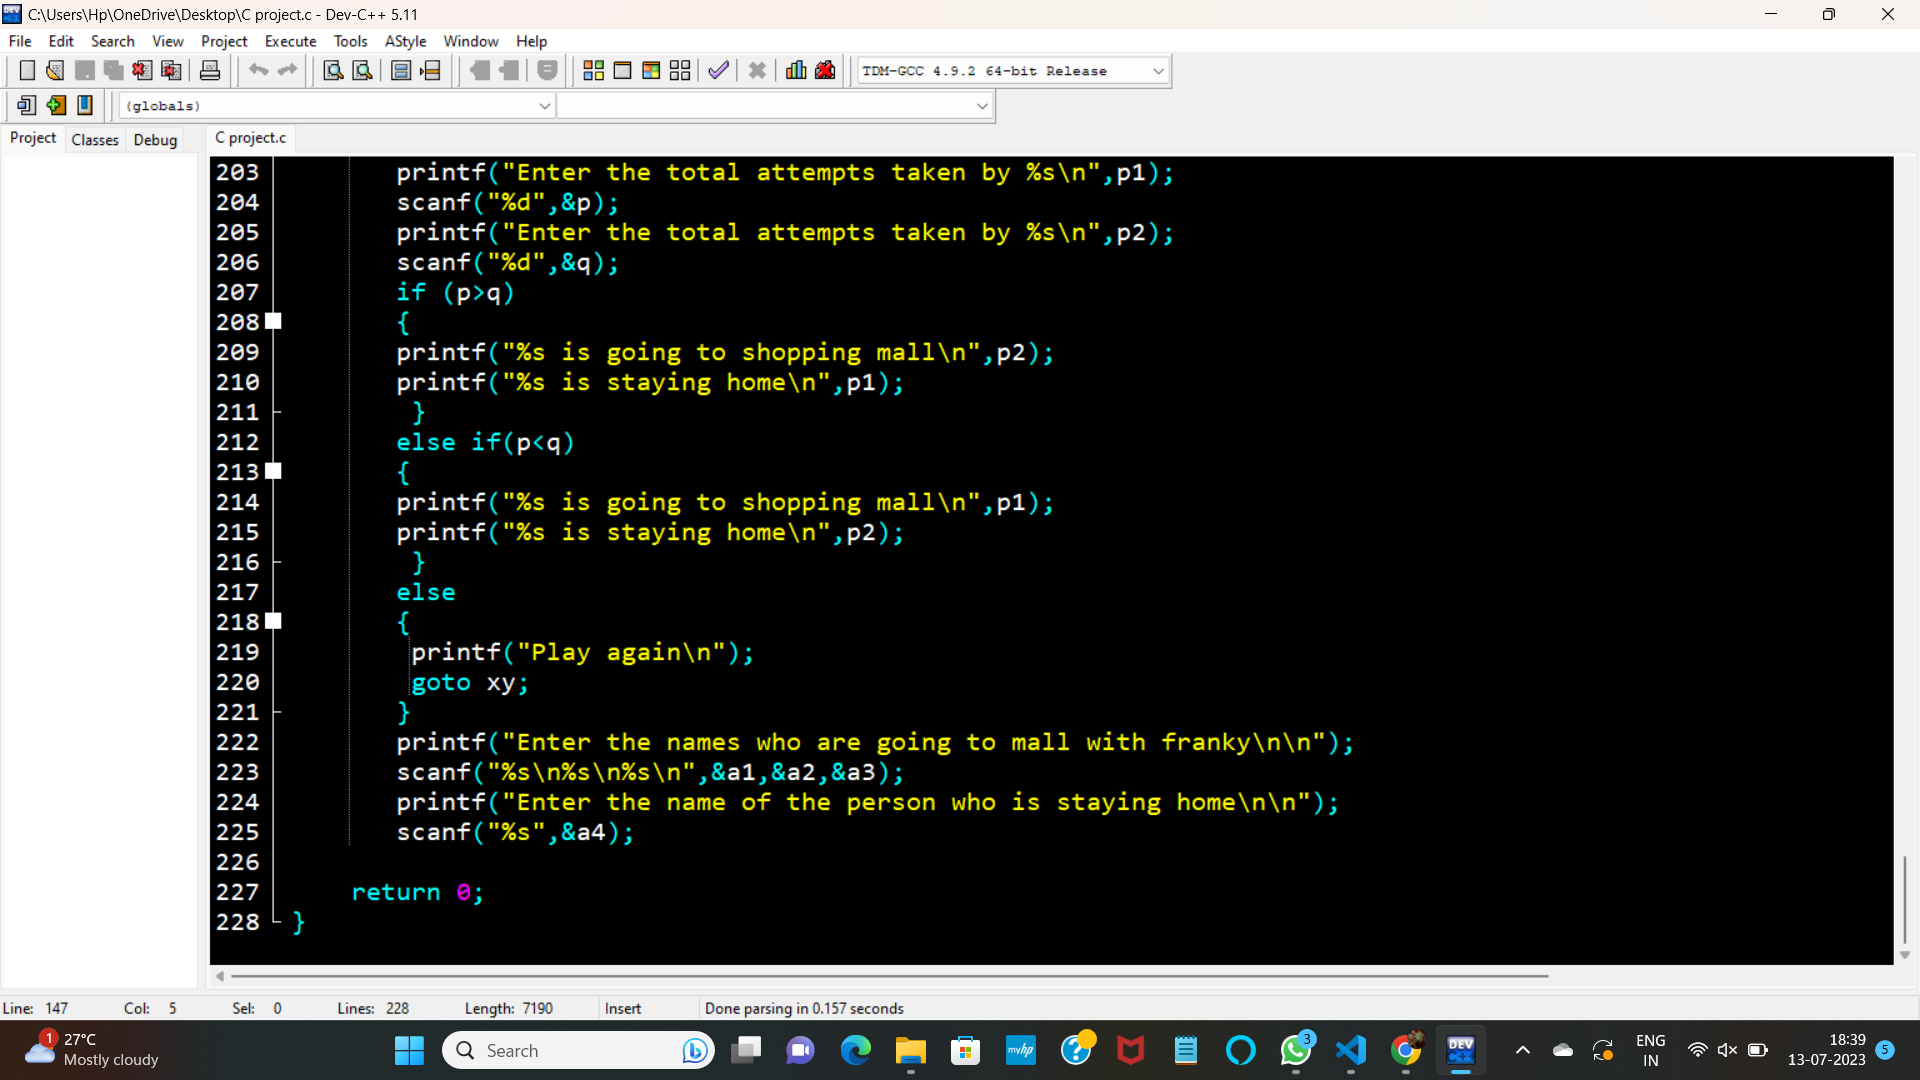 C:\Users\Hp\OneDrive\Desktop\C project.c - Dev-C++ 5.11
File Edit Search View Project Execute Tools AStyle Window Help
TDM-GCC 4.9.2 64-bit Release
(globals)
Project Classes Debug C project.c
203 printf("Enter the total attempts taken by %s\n",p1);
204 scanf("%d",&p);
205 printf("Enter the total attempts taken by %s\n",p2);
206 scanf("%d",&q);
207 if (p>q)
208 {
209 printf("%s is going to shopping mall\n",p2);
210 printf("%s is staying home\n",p1);
211 }
212 else if(p<q)
213 {
214 printf("%s is going to shopping mall\n",p1);
215 printf("%s is staying home\n",p2);
216 }
217 else
218 {
219 printf("Play again\n");
220 goto xy;
221 }
222 printf("Enter the names who are going to mall with franky\n\n");
223 scanf("%s\n%s\n%s\n",&a1,&a2,&a3);
224 printf("Enter the name of the person who is staying home\n\n");
225 scanf("%s",&a4);
226
227 return 0;
228 }
Line: 147 Col: 5 Sel: 0 Lines: 228 Length: 7190 Insert Done parsing in 0.157 seconds
1 27°C
Mostly cloudy
Search
myhp
3
DEV
C++
ENG
IN
18:39
13-07-2023
5